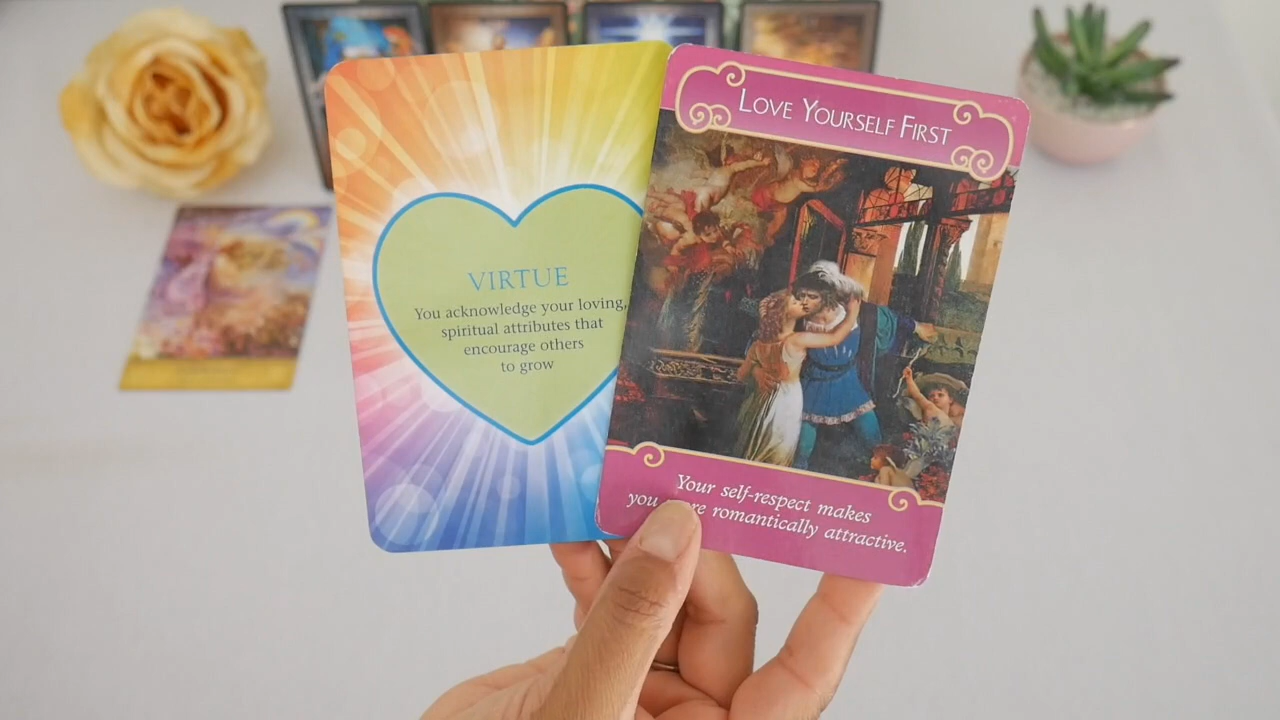 VIRTUE
You acknowledge your loving,
spiritual attributes that
encourage others
to grow
LOVE YOURSELF FIRST
Your self-respect makes
you romantically attractive.